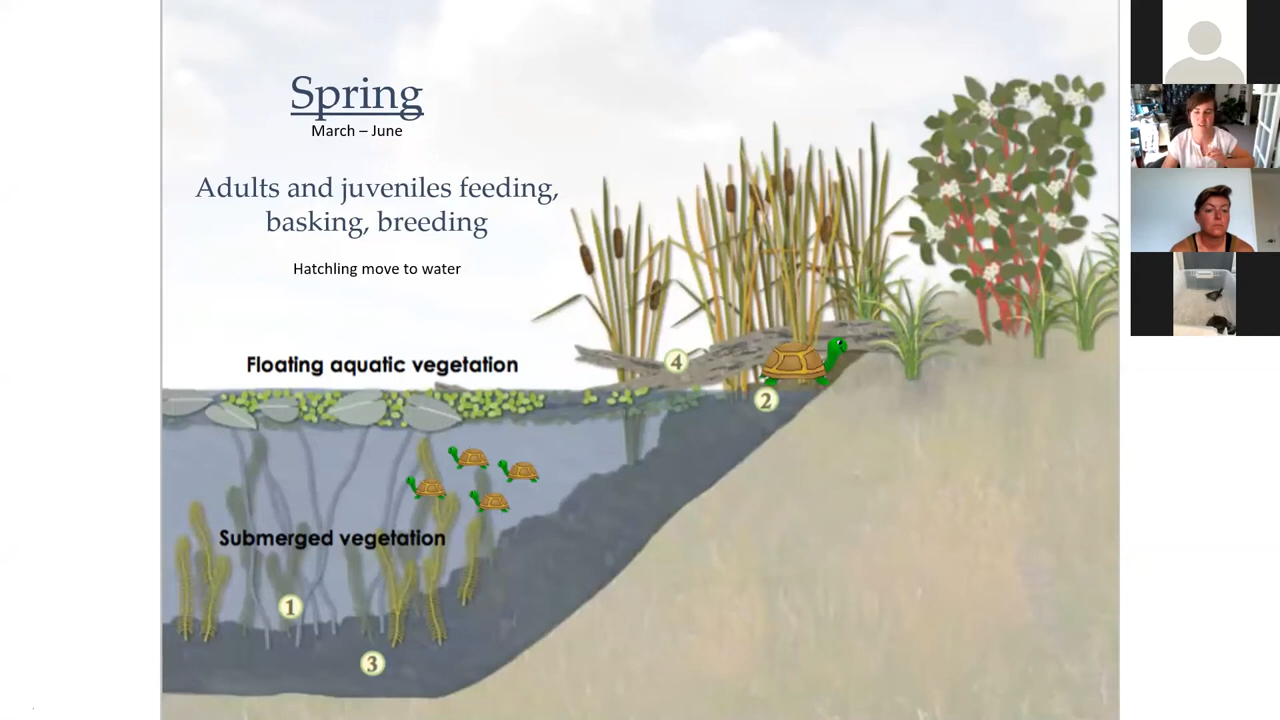 Spring
March – June
Adults and juveniles feeding,
basking, breeding
Hatchling move to water
Floating aquatic vegetation
4
2
Submerged vegetation
1
3